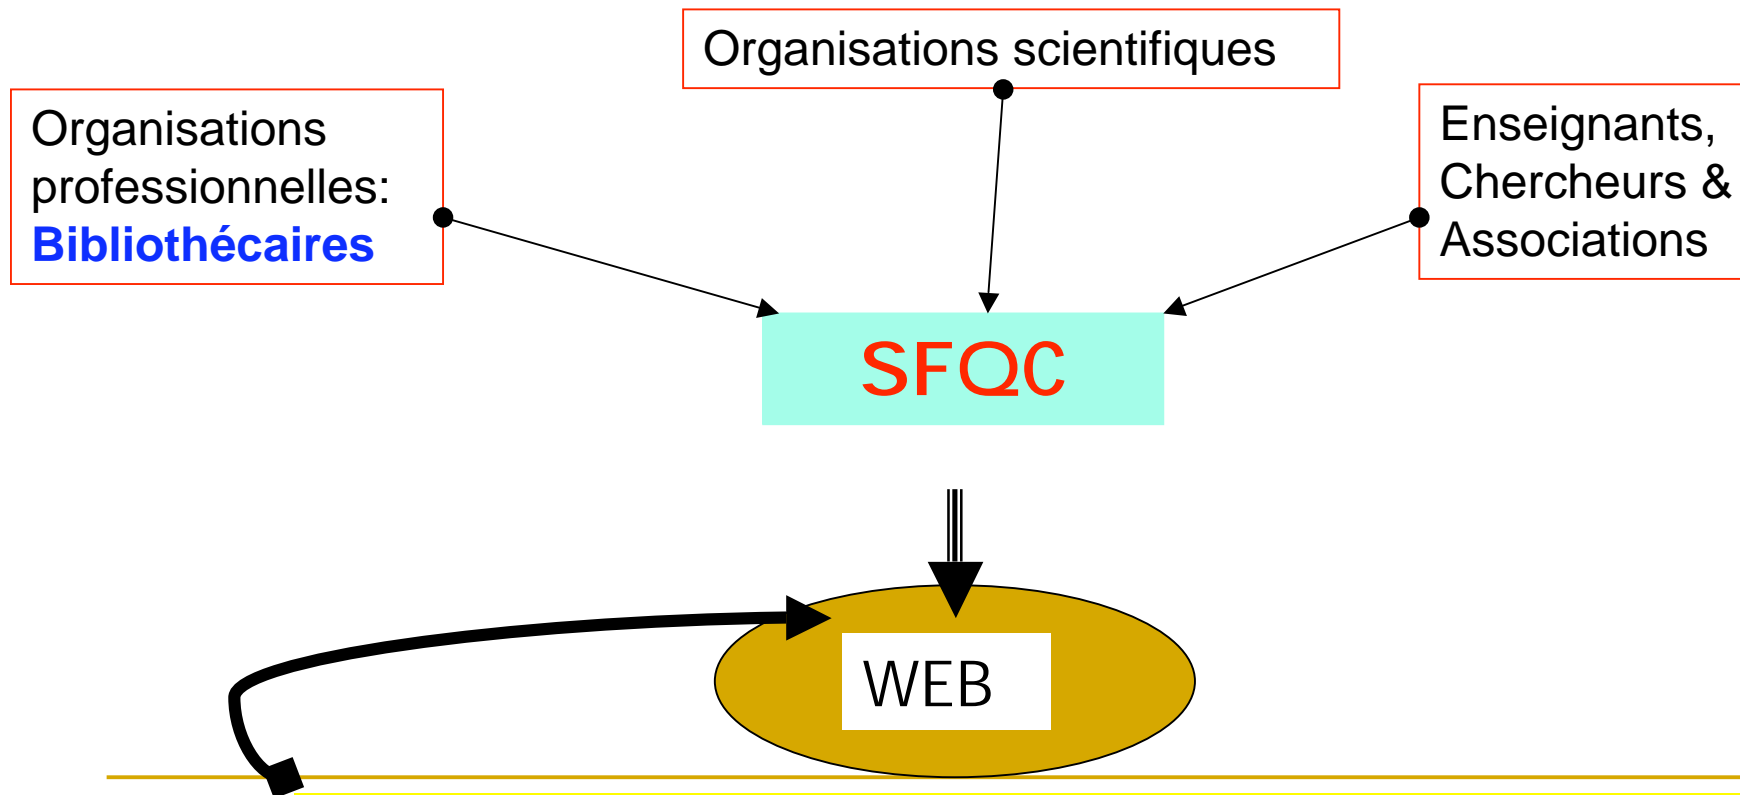 Organisations scientifiques
Organisations
professionnelles:
Bibliothécaires
Enseignants,
Chercheurs &
Associations
SFQC
WEB